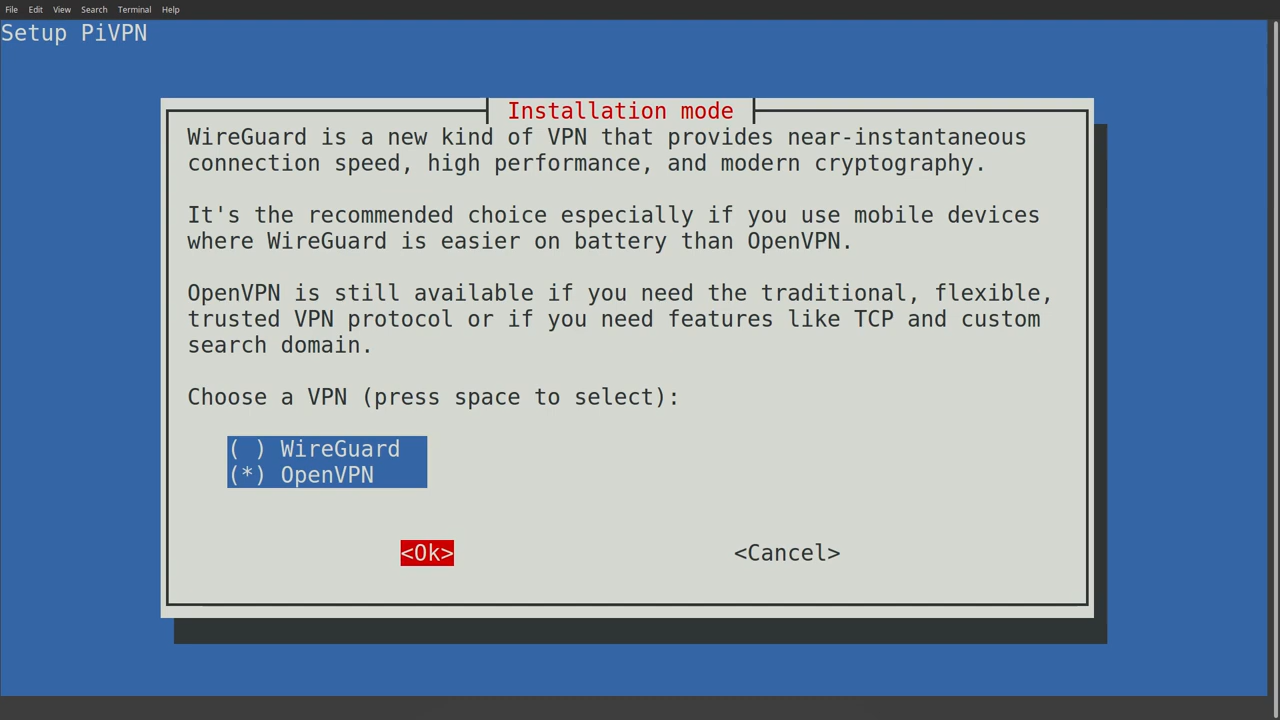 File Edit View Search Terminal Help
Setup PiVPN
Installation mode
WireGuard is a new kind of VPN that provides near-instantaneous
connection speed, high performance, and modern cryptography.
It's the recommended choice especially if you use mobile devices
where WireGuard is easier on battery than OpenVPN.
OpenVPN is still available if you need the traditional, flexible,
trusted VPN protocol or if you need features like TCP and custom
search domain.
Choose a VPN (press space to select):
( ) WireGuard
(*) OpenVPN
<Ok> <Cancel>